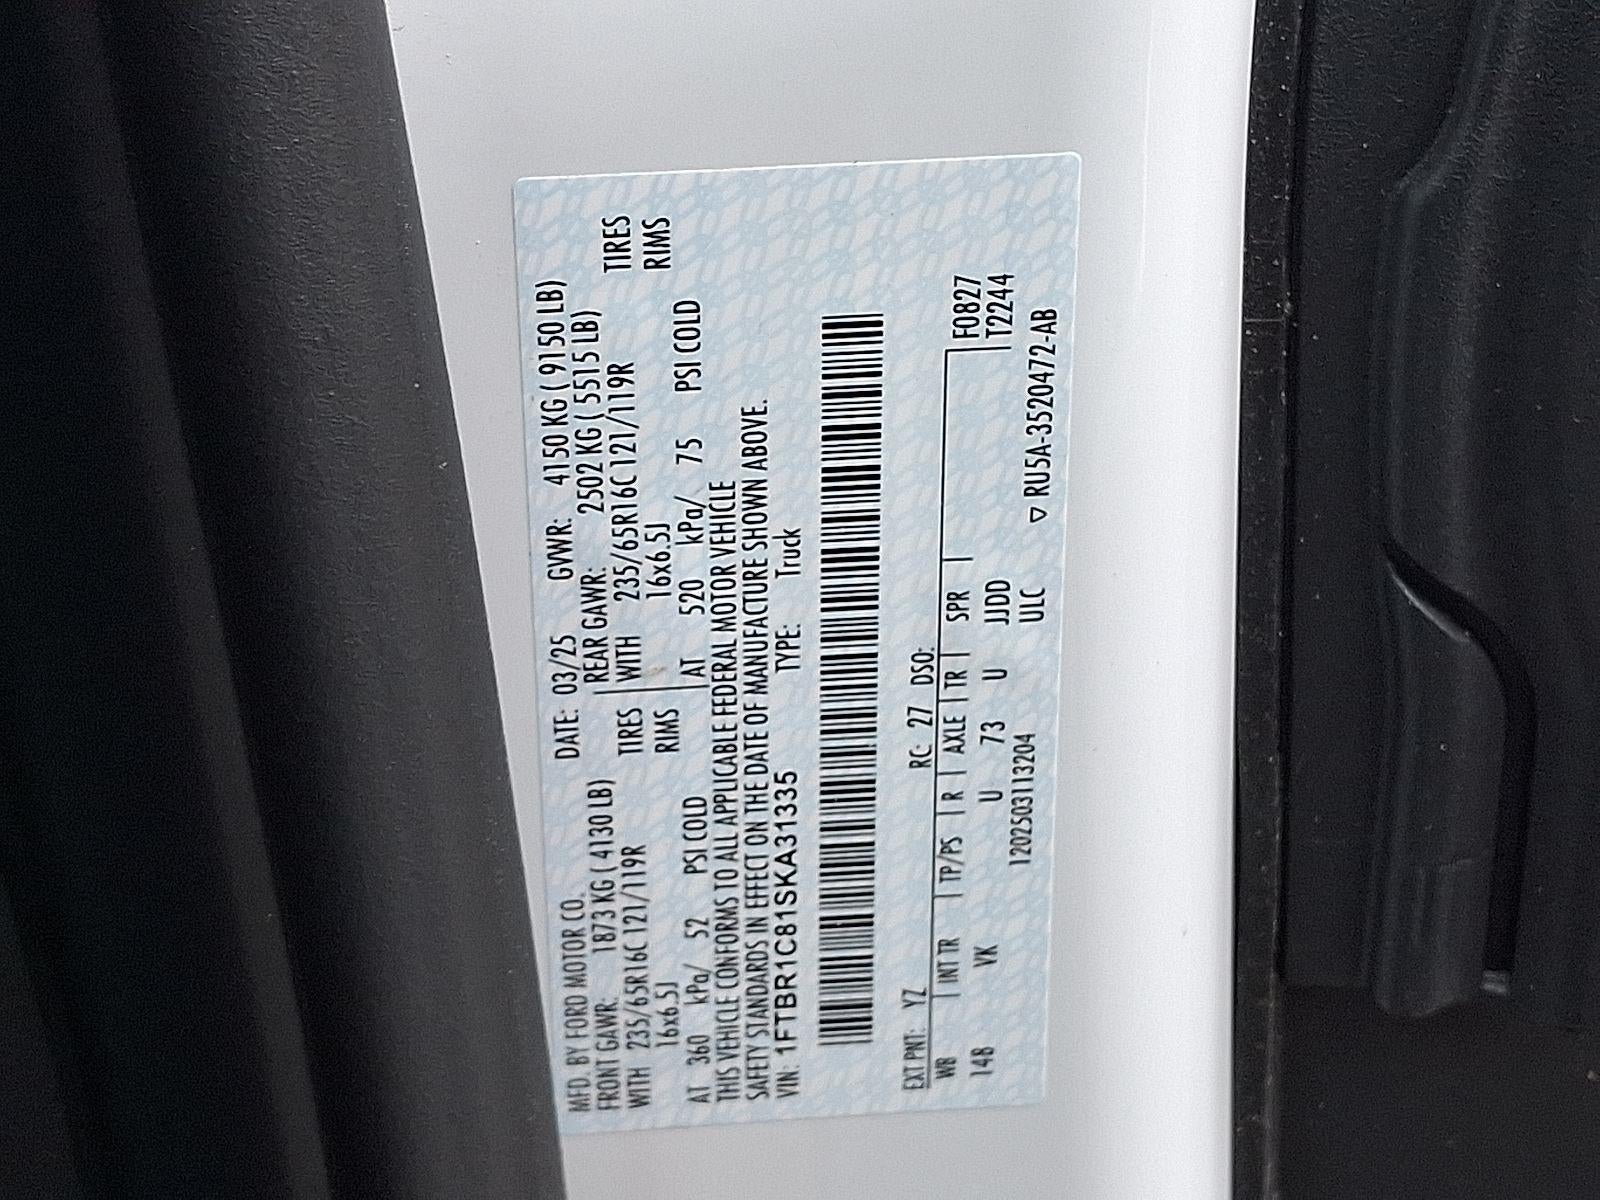 MFD. BY FORD MOTOR CO. DATE: 03/25 GVWR: 4150 KG ( 9150 LB)
FRONT GAWR: 1873 KG ( 4130 LB) REAR GAWR: 2502 KG ( 5515 LB)
WITH 235/65R16C 121/119R TIRES WITH 235/65R16C 121/119R TIRES
16x6.5J RIMS 16x6.5J RIMS
AT 360 kPa/ 52 PSI COLD AT 520 kPa/ 75 PSI COLD
THIS VEHICLE CONFORMS TO ALL APPLICABLE FEDERAL MOTOR VEHICLE
SAFETY STANDARDS IN EFFECT ON THE DATE OF MANUFACTURE SHOWN ABOVE.
VIN: 1FTBR1C81SKA31335 TYPE: Truck
EXT PNT: YZ RC: 27 DSO:
WB | INT TR | TP/PS | R | AXLE | TR | SPR | F0827
148 VK U 73 U JJDD T2244
1202503113204 ULC ▽ RU5A-3520472-AB